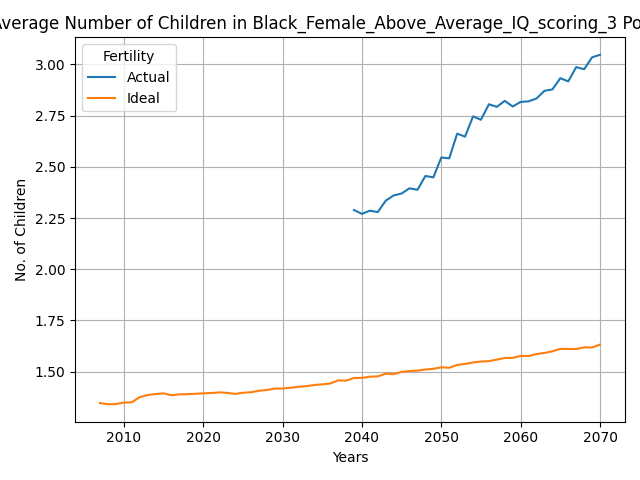 Average Number of Children in Black_Female_Above_Average_IQ_scoring_3 Po
Fertility
Actual
Ideal
3.00
2.75
2.50
2.25
2.00
1.75
1.50
No. of Children
2010 2020 2030 2040 2050 2060 2070
Years